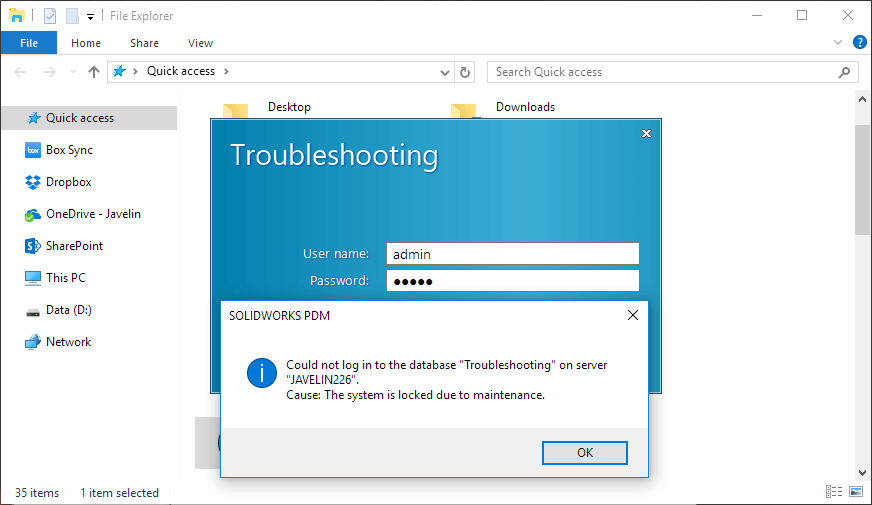 File Explorer
File Home Share View
Quick access
Search Quick access
Quick access
Box Sync
Dropbox
OneDrive - Javelin
SharePoint
This PC
Data (D:)
Network
Desktop Downloads
Troubleshooting
User name: admin
Password: ●●●●●
SOLIDWORKS PDM
Could not log in to the database "Troubleshooting" on server
"JAVELIN226".
Cause: The system is locked due to maintenance.
OK
35 items 1 item selected